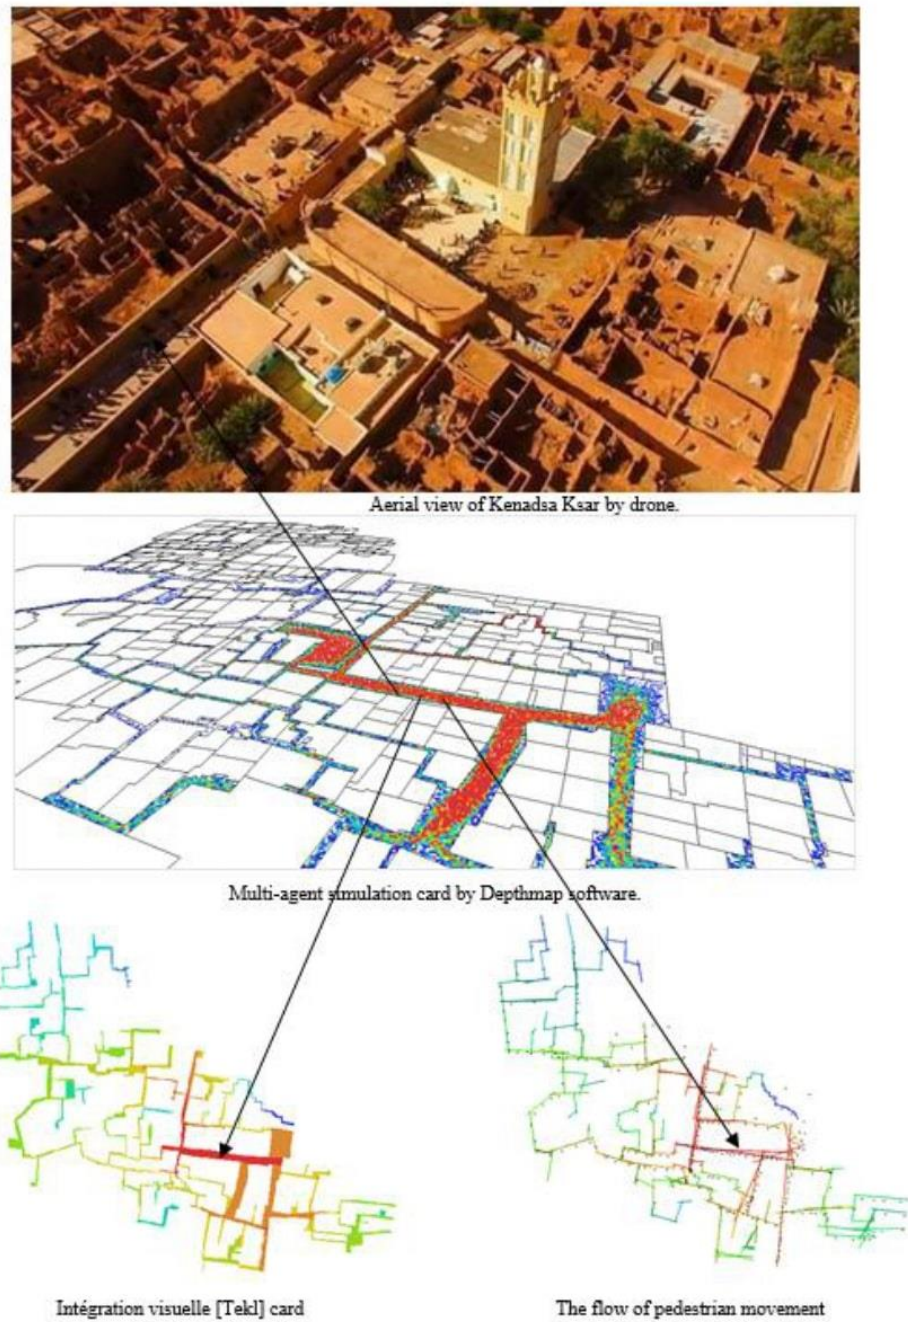 Aerial view of Kenadsa Ksar by drone.
Multi-agent simulation card by Depthmap software.
Intégration visuelle [Tekl] card
The flow of pedestrian movement